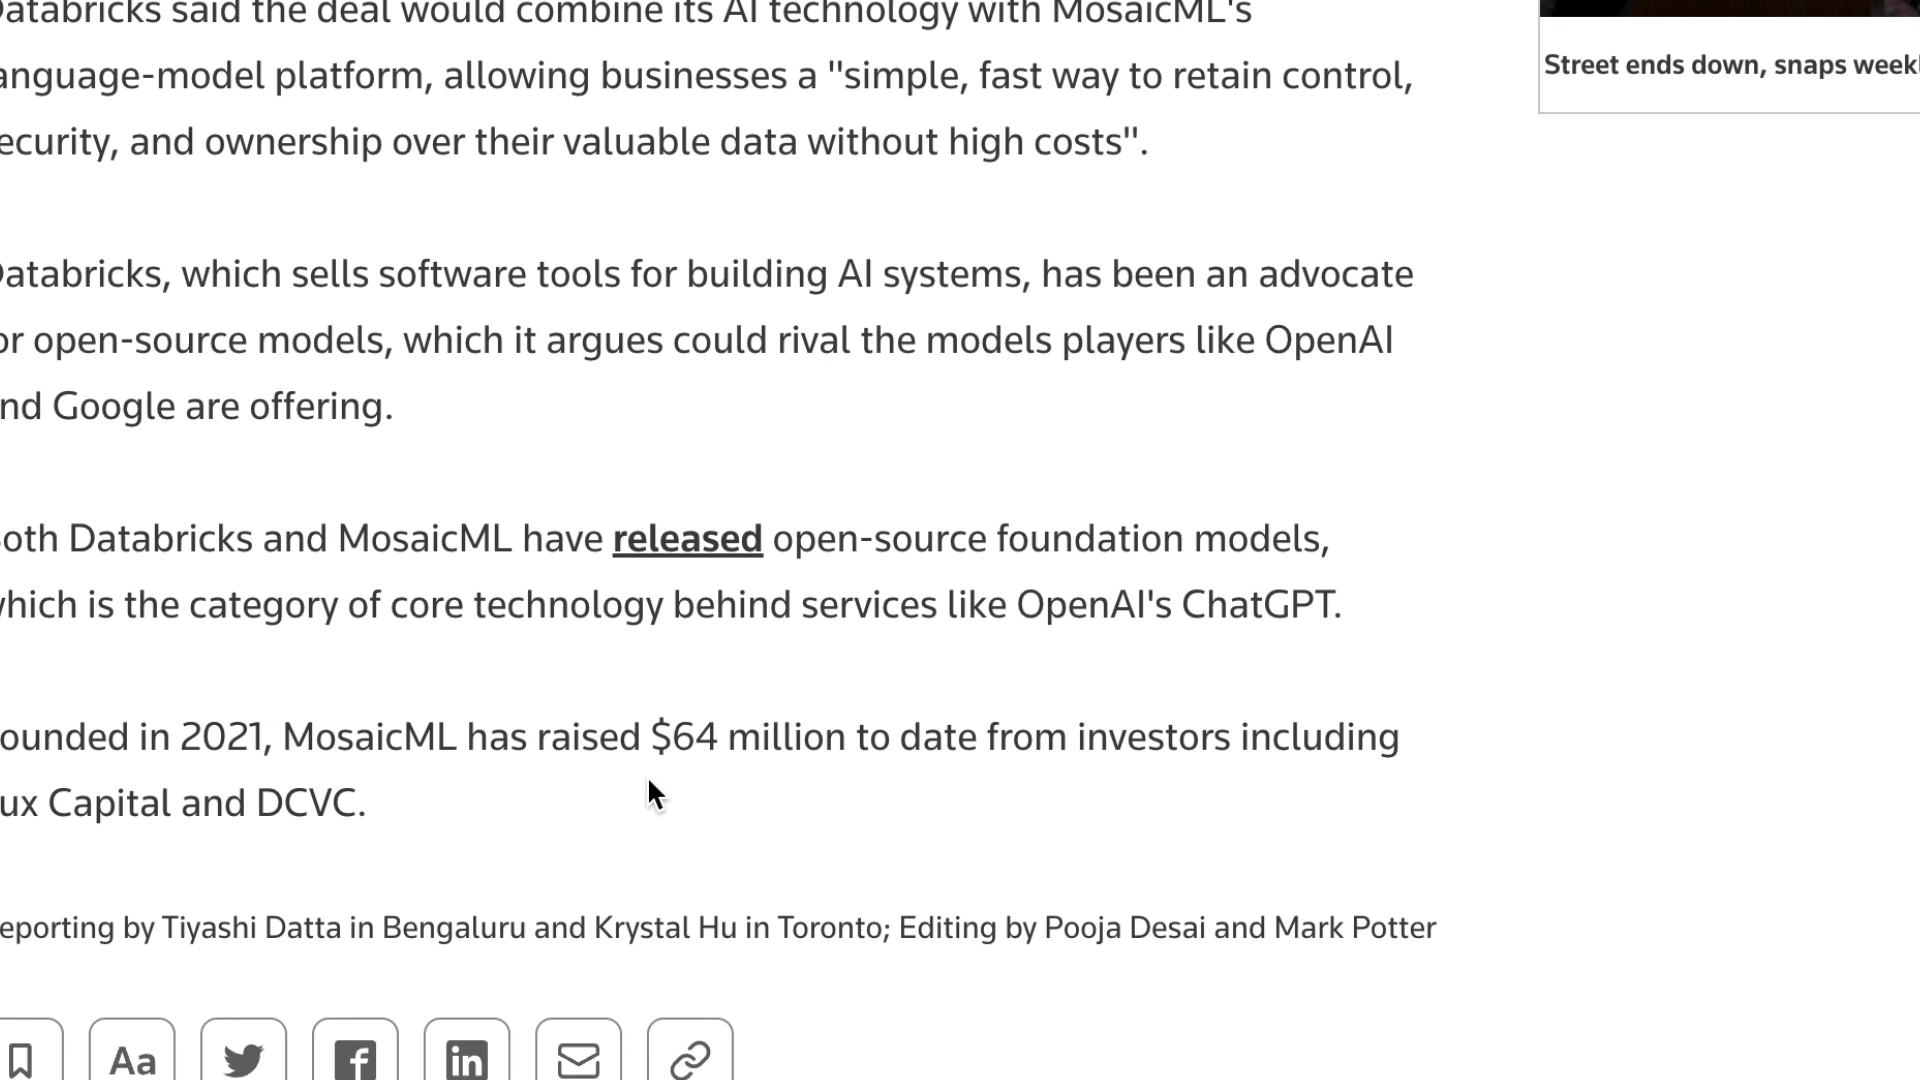 atabricks said the deal would combine its AI technology with MosaicML's
anguage-model platform, allowing businesses a "simple, fast way to retain control,
ecurity, and ownership over their valuable data without high costs".
Databricks, which sells software tools for building AI systems, has been an advocate
or open-source models, which it argues could rival the models players like OpenAI
nd Google are offering.
oth Databricks and MosaicML have released open-source foundation models,
which is the category of core technology behind services like OpenAI's ChatGPT.
ounded in 2021, MosaicML has raised $64 million to date from investors including
ux Capital and DCVC.
eporting by Tiyashi Datta in Bengaluru and Krystal Hu in Toronto; Editing by Pooja Desai and Mark Potter
Aa
Street ends down, snaps weekl